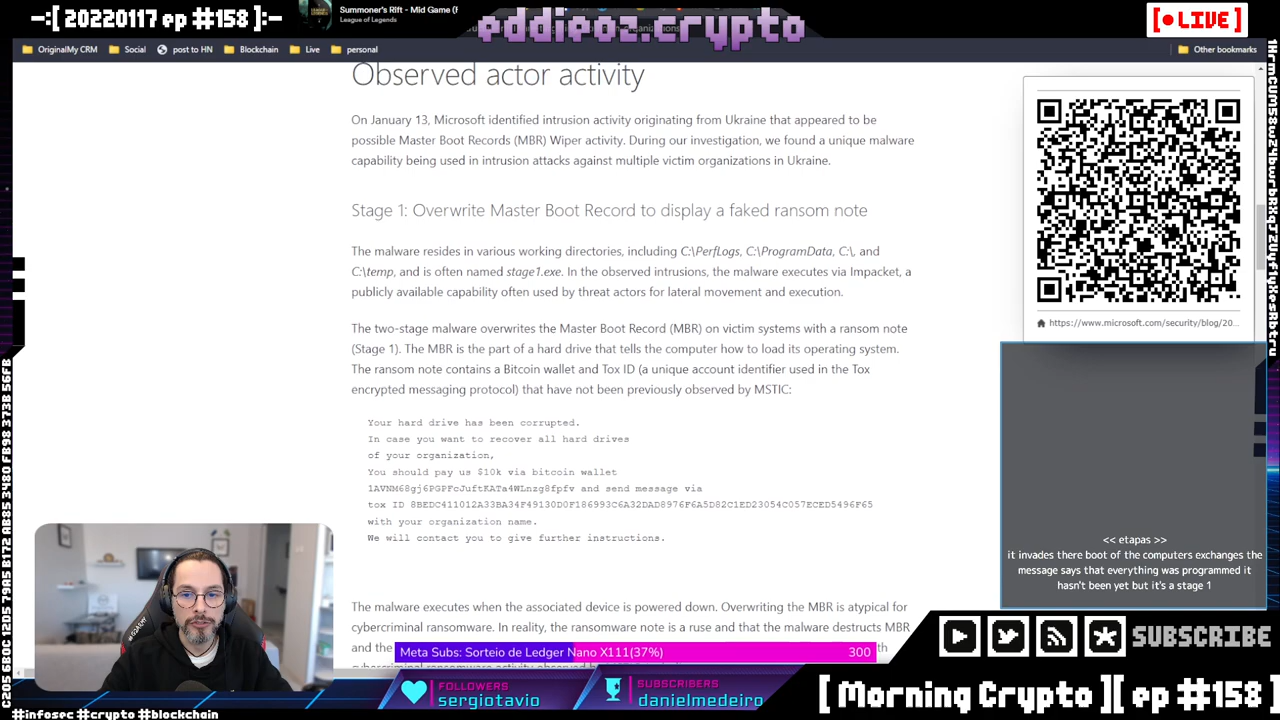 —:[ 20220117 ep #158 ]:—
Summoner's Rift - Mid Game (F
League of Legends
eddieoz.crypto
[● LIVE]
OriginalMy CRM
Social
post to HN
Blockchain
Live
personal
Other bookmarks
Observed actor activity
On January 13, Microsoft identified intrusion activity originating from Ukraine that appeared to be
possible Master Boot Records (MBR) Wiper activity. During our investigation, we found a unique malware
capability being used in intrusion attacks against multiple victim organizations in Ukraine.
Stage 1: Overwrite Master Boot Record to display a faked ransom note
The malware resides in various working directories, including C:\PerfLogs, C:\ProgramData, C:\, and
C:\temp, and is often named stage1.exe. In the observed intrusions, the malware executes via Impacket, a
publicly available capability often used by threat actors for lateral movement and execution.
The two-stage malware overwrites the Master Boot Record (MBR) on victim systems with a ransom note
(Stage 1). The MBR is the part of a hard drive that tells the computer how to load its operating system.
The ransom note contains a Bitcoin wallet and Tox ID (a unique account identifier used in the Tox
encrypted messaging protocol) that have not been previously observed by MSTIC:
Your hard drive has been corrupted.
In case you want to recover all hard drives
of your organization,
You should pay us $10k via bitcoin wallet
1AVNM68gj6PGPFcJuftKATa4WLnzg8fpfv and send message via
tox ID 8BEDC411012A33BA34F49130D0F186993C6A32DAD8976F6A5D82C1ED23054C057ECED5496F65
with your organization name.
We will contact you to give further instructions.
The malware executes when the associated device is powered down. Overwriting the MBR is atypical for
cybercriminal ransomware. In reality, the ransomware note is a ruse and that the malware destructs MBR
and the
https://www.microsoft.com/security/blog/20...
<< etapas >>
it invades there boot of the computers exchanges the
message says that everything was programmed it
hasn't been yet but it's a stage 1
Meta Subs: Sorteio de Ledger Nano X111(37%)
300
SUBSCRIBE
FOLLOWERS
sergiotavio
SUBSCRIBERS
danielmedeiro
[ Morning Crypto ][ ep #158 ]
#infosec #crypto #blockchain